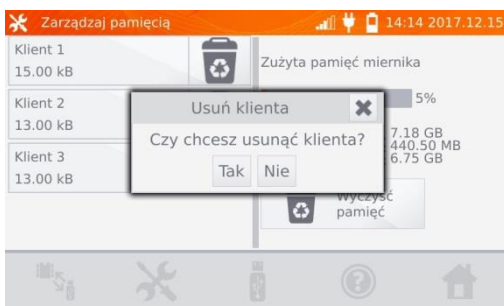 Zarządzaj pamięcią
14:14 2017.12.15
Klient 1
15.00 kB
Klient 2
13.00 kB
Klient 3
13.00 kB
Zużyta pamięć miernika
5%
7.18 GB
440.50 MB
6.75 GB
Wyczyść
pamięć
Usuń klienta
Czy chcesz usunąć klienta?
Tak Nie